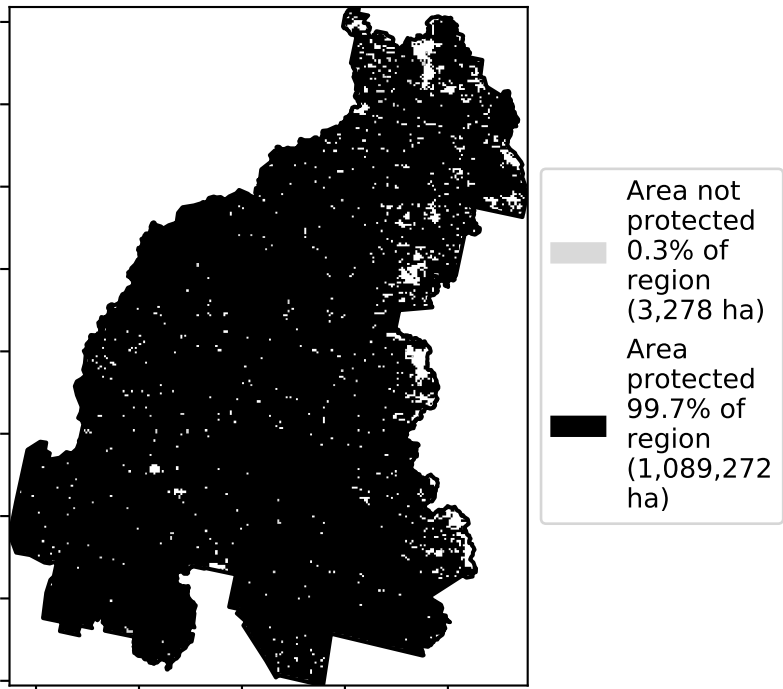 Area not
protected
0.3% of
region
(3,278 ha)
Area
protected
99.7% of
region
(1,089,272
ha)